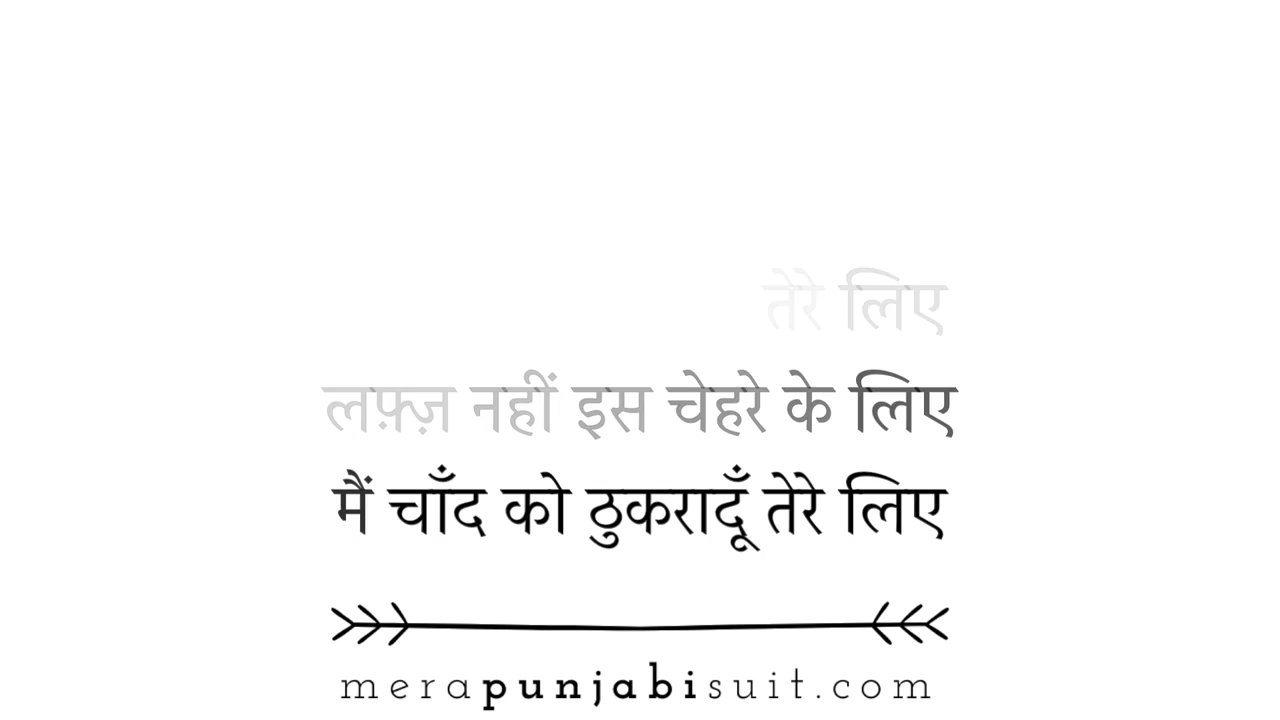 तेरे लिए
लफ़्ज़ नहीं इस चेहरे के लिए
मैं चाँद को ठुकरादूँ तेरे लिए
merapunjabisuit.com